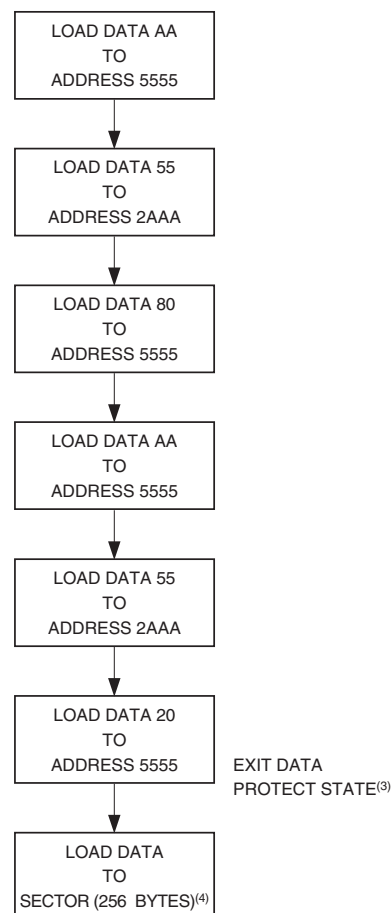 LOAD DATA AA
TO
ADDRESS 5555
LOAD DATA 55
TO
ADDRESS 2AAA
LOAD DATA 80
TO
ADDRESS 5555
LOAD DATA AA
TO
ADDRESS 5555
LOAD DATA 55
TO
ADDRESS 2AAA
LOAD DATA 20
TO
ADDRESS 5555
EXIT DATA
PROTECT STATE(3)
LOAD DATA
TO
SECTOR (256 BYTES)(4)